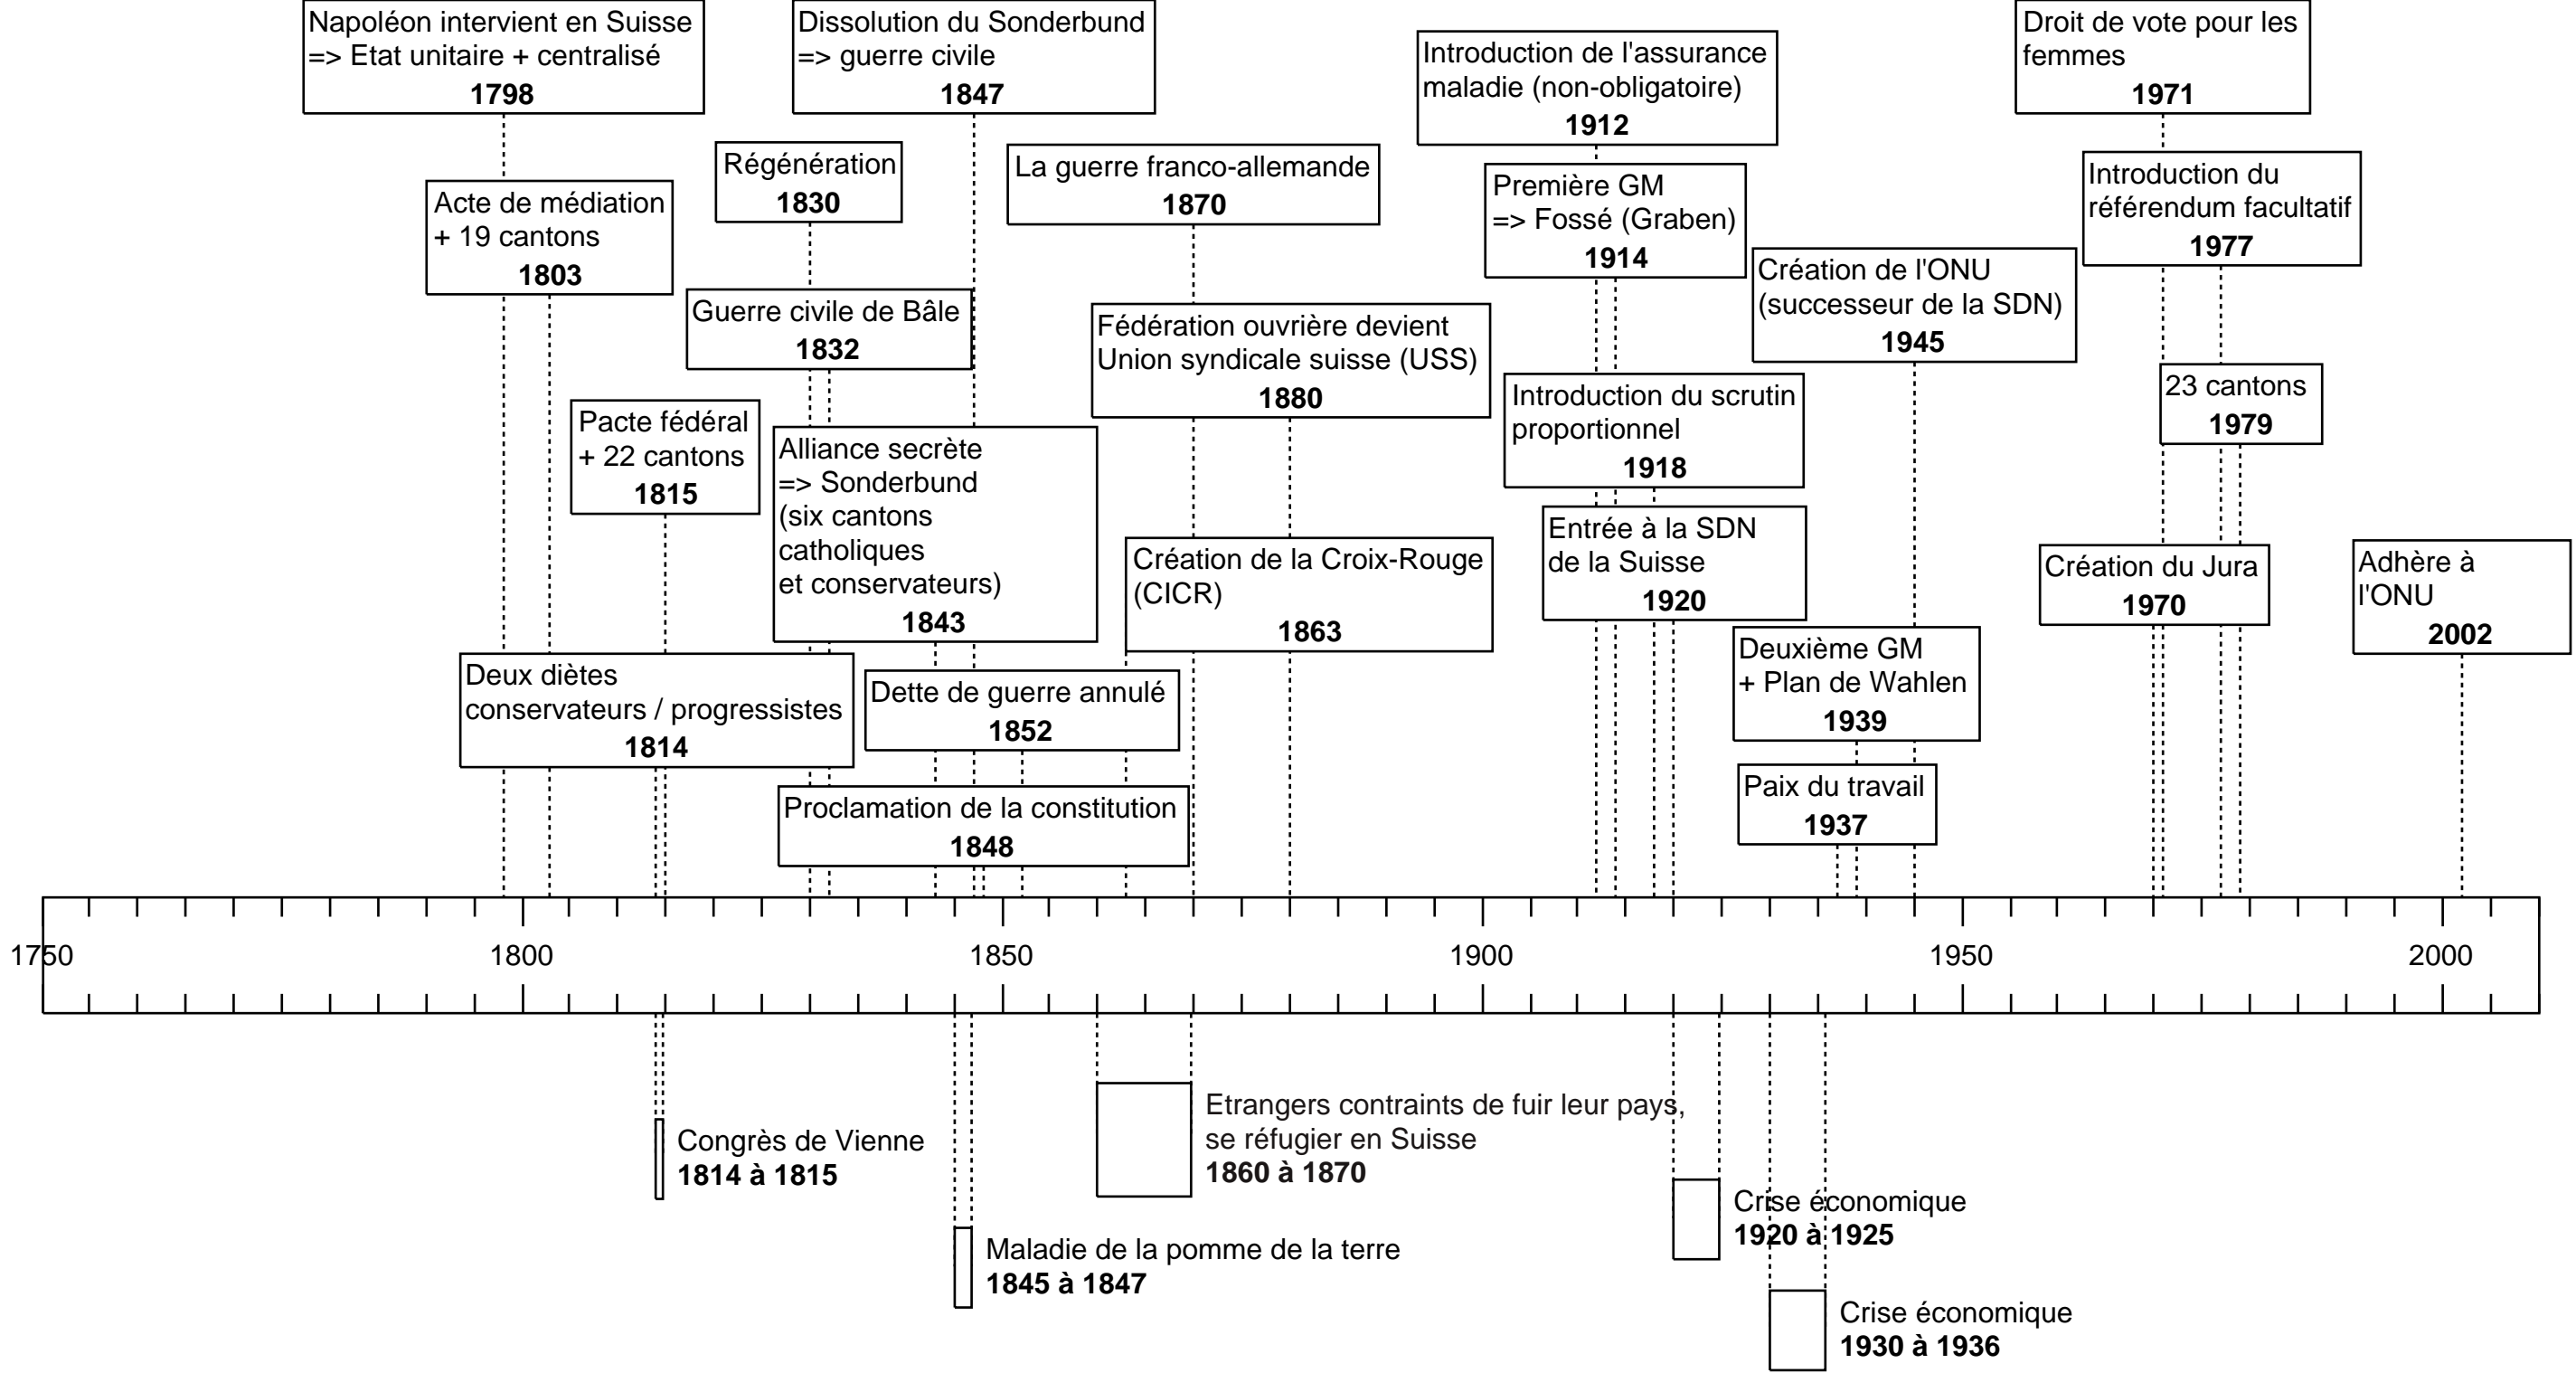 Napoléon intervient en Suisse
=> Etat unitaire + centralisé
1798
Dissolution du Sonderbund
=> guerre civile
1847
Introduction de l'assurance
maladie (non-obligatoire)
1912
Droit de vote pour les
femmes
1971
Acte de médiation
+ 19 cantons
1803
Régénération
1830
La guerre franco-allemande
1870
Première GM
=> Fossé (Graben)
1914
Introduction du
référendum facultatif
1977
Guerre civile de Bâle
1832
Fédération ouvrière devient
Union syndicale suisse (USS)
1880
Création de l'ONU
(successeur de la SDN)
1945
Pacte fédéral
+ 22 cantons
1815
Alliance secrète
=> Sonderbund
(six cantons
catholiques
et conservateurs)
1843
Introduction du scrutin
proportionnel
1918
23 cantons
1979
Création de la Croix-Rouge
(CICR)
1863
Entrée à la SDN
de la Suisse
1920
Création du Jura
1970
Adhère à
l'ONU
2002
Deux diètes
conservateurs / progressistes
1814
Dette de guerre annulé
1852
Deuxième GM
+ Plan de Wahlen
1939
Proclamation de la constitution
1848
Paix du travail
1937
1750
1800
1850
1900
1950
2000
Congrès de Vienne
1814 à 1815
Etrangers contraints de fuir leur pays,
se réfugier en Suisse
1860 à 1870
Maladie de la pomme de la terre
1845 à 1847
Crise économique
1920 à 1925
Crise économique
1930 à 1936